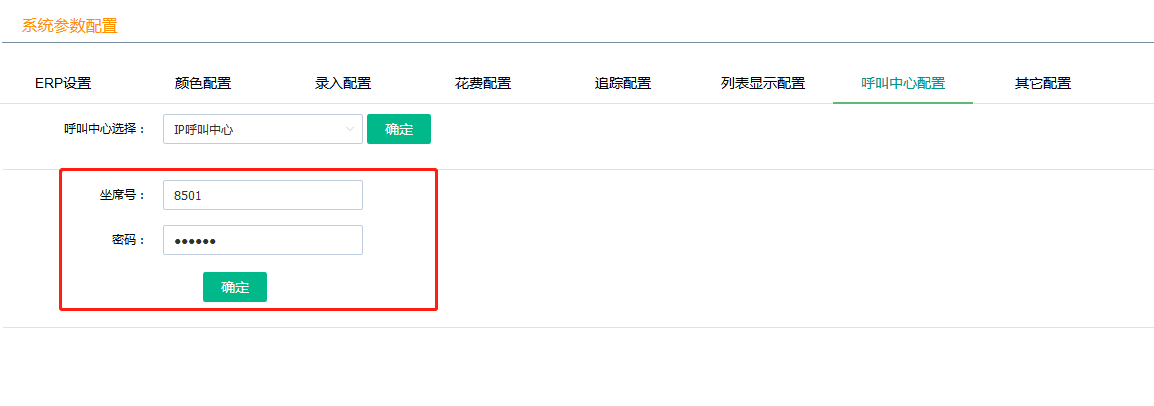 系统参数配置
ERP设置 颜色配置 录入配置 花费配置 追踪配置 列表显示配置 呼叫中心配置 其它配置
呼叫中心选择： IP呼叫中心 确定
坐席号： 8501
密码： ●●●●●●
确定